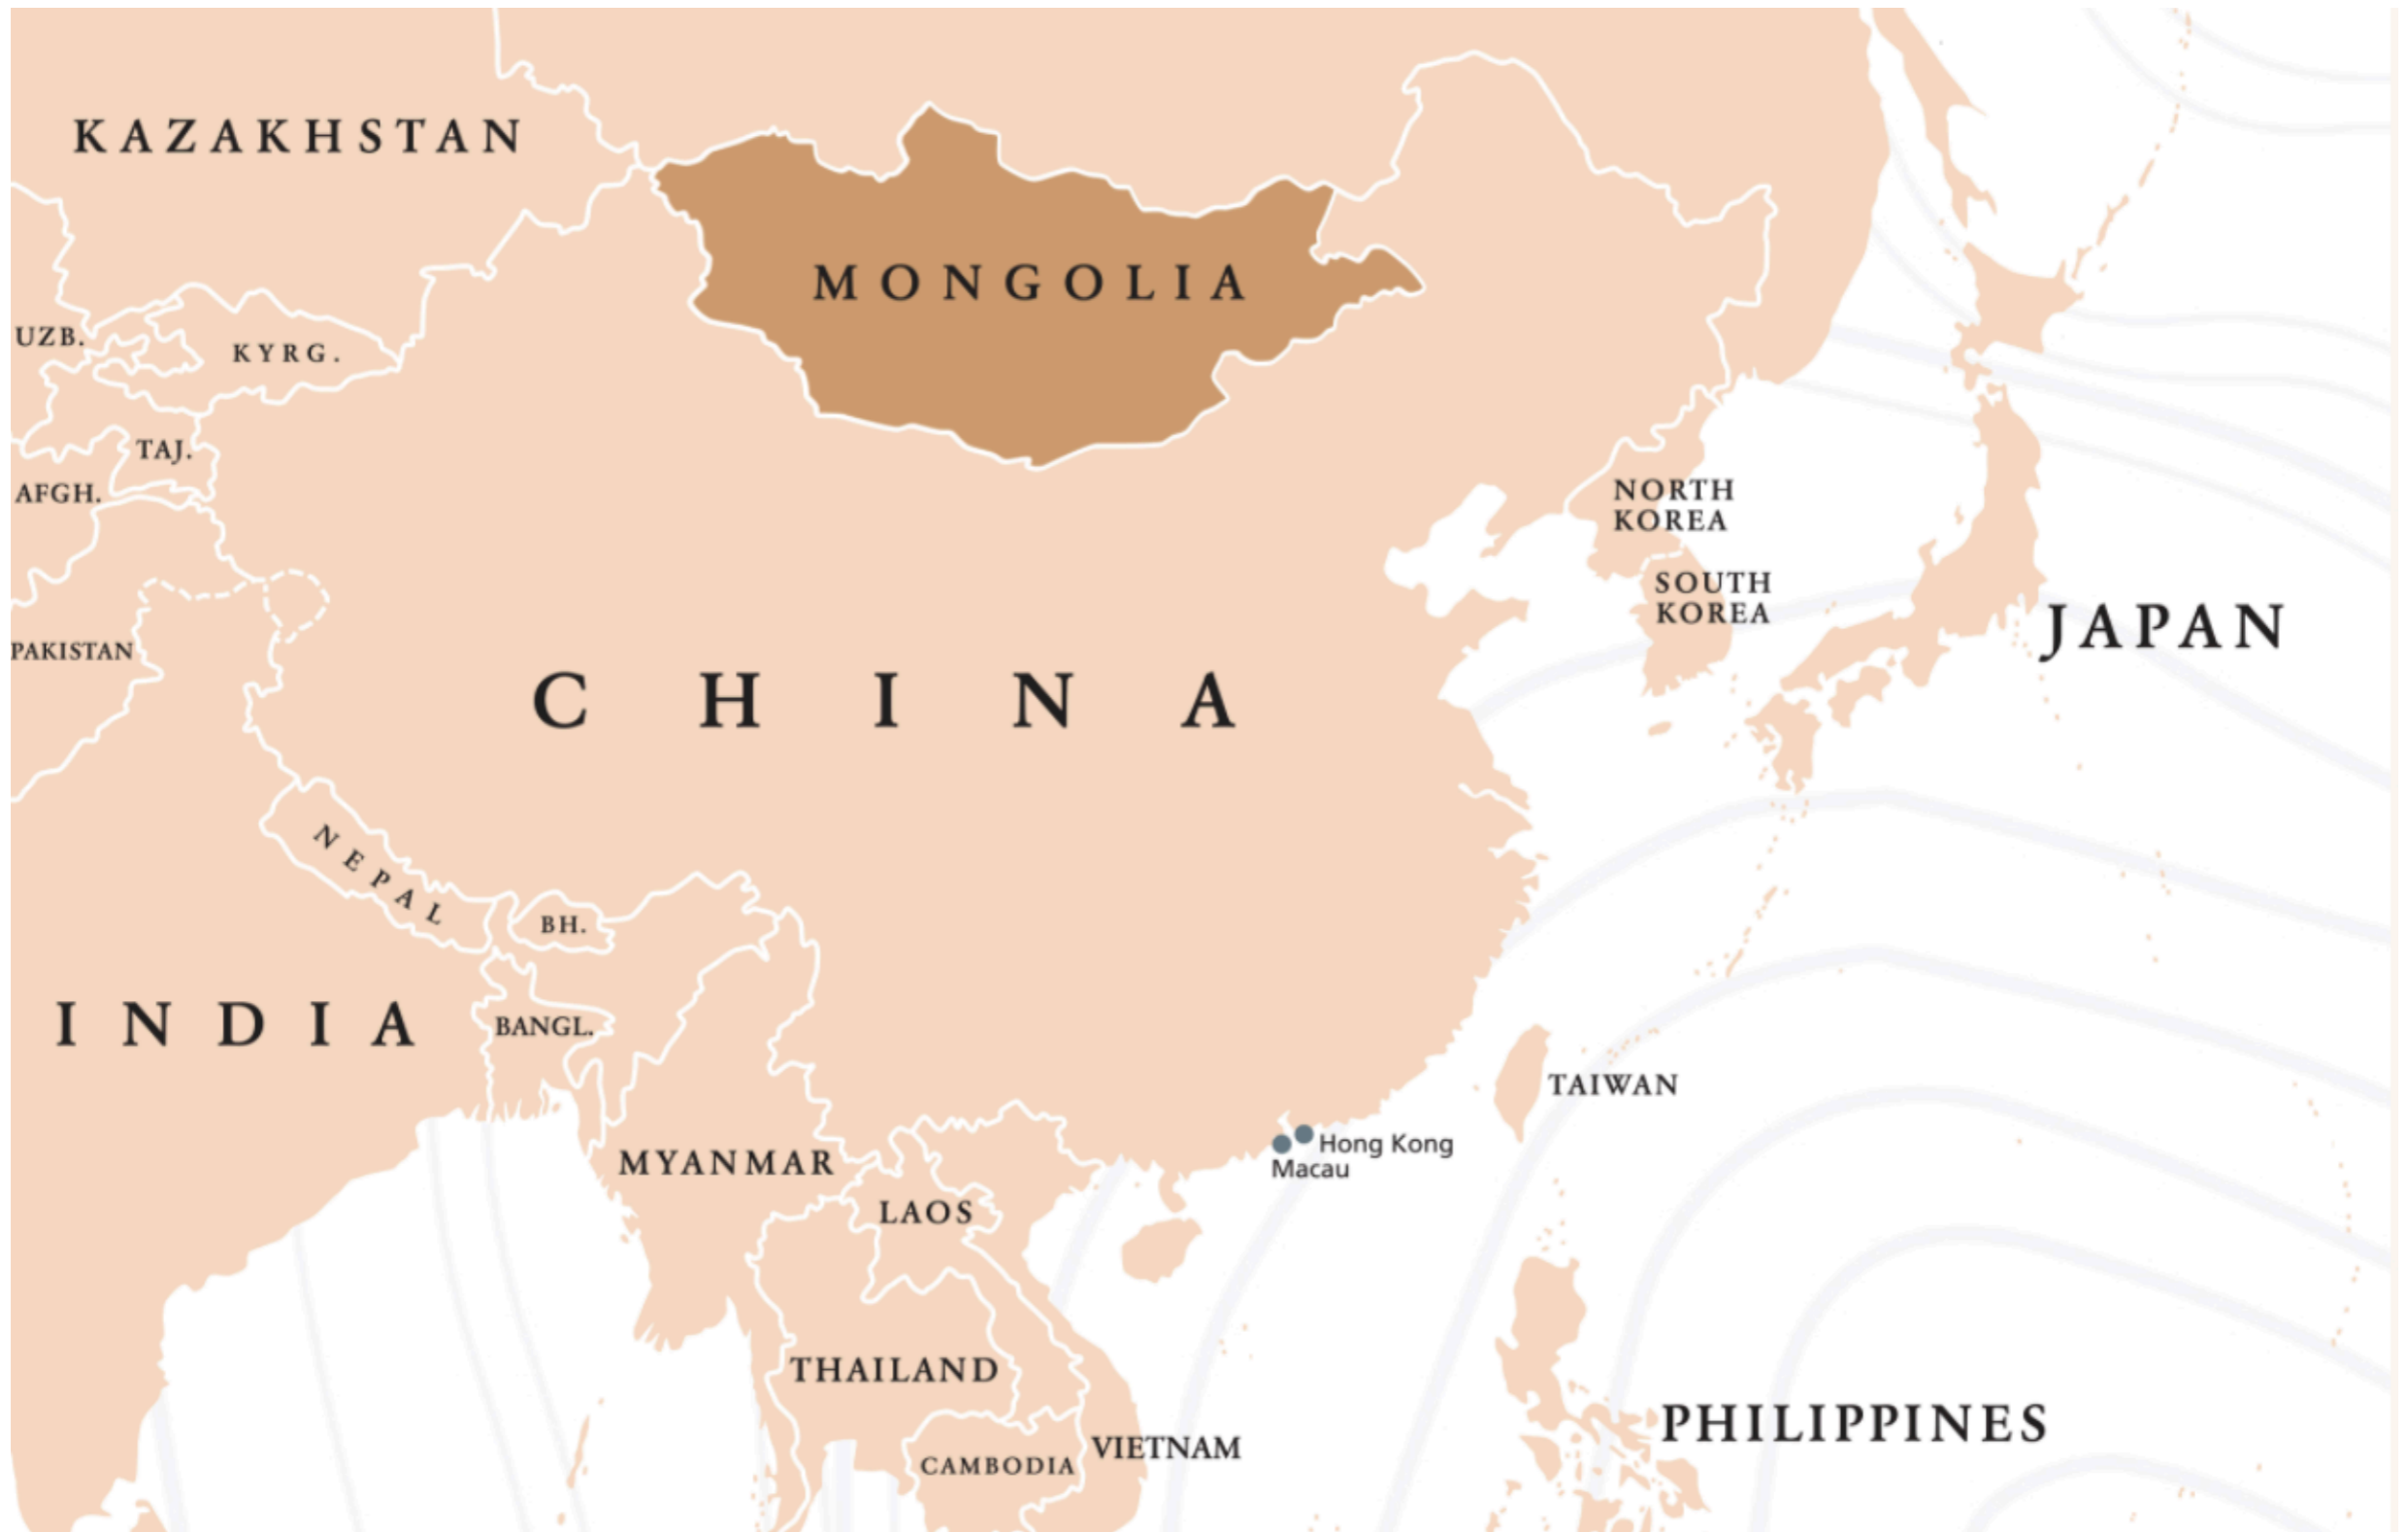 KAZAKHSTAN
MONGOLIA
UZB.
KYRG.
TAJ.
AFGH.
NORTH
KOREA
SOUTH
KOREA
JAPAN
PAKISTAN
CHINA
NEPAL
BH.
INDIA
BANGL.
TAIWAN
Hong Kong
Macau
MYANMAR
LAOS
THAILAND
PHILIPPINES
VIETNAM
CAMBODIA